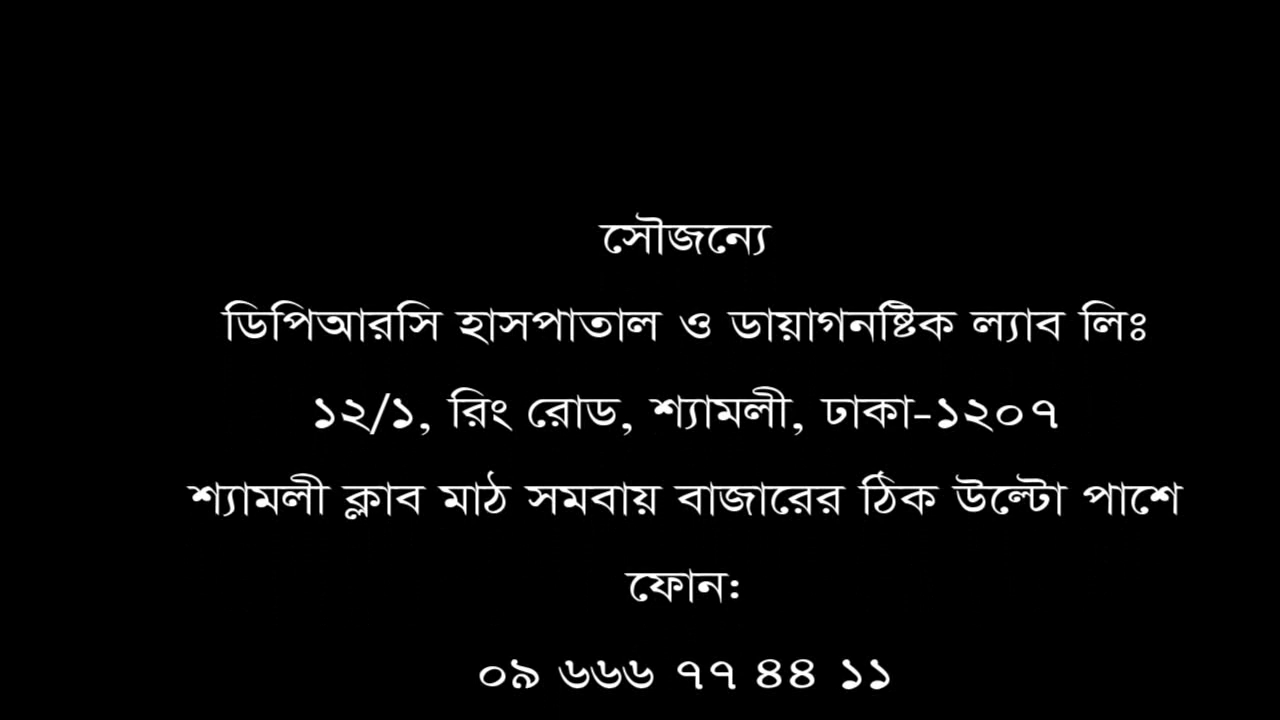 সৌজন্যে
ডিপিআরসি হাসপাতাল ও ডায়াগনষ্টিক ল্যাব লিঃ
১২/১, রিং রোড, শ্যামলী, ঢাকা-১২০৭
শ্যামলী ক্লাব মাঠ সমবায় বাজারের ঠিক উল্টো পাশে
ফোন:
০৯ ৬৬৬ ৭৭ ৪৪ ১১